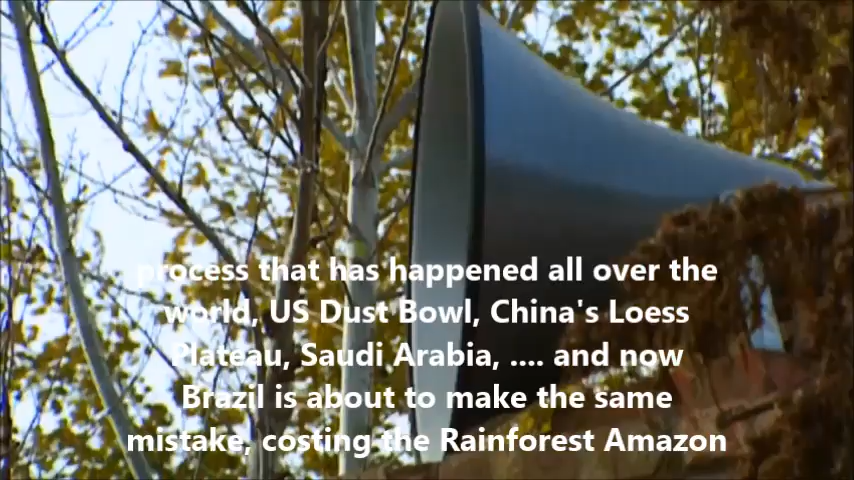 process that has happened all over the
world, US Dust Bowl, China's Loess
Plateau, Saudi Arabia, .... and now
Brazil is about to make the same
mistake, costing the Rainforest Amazon